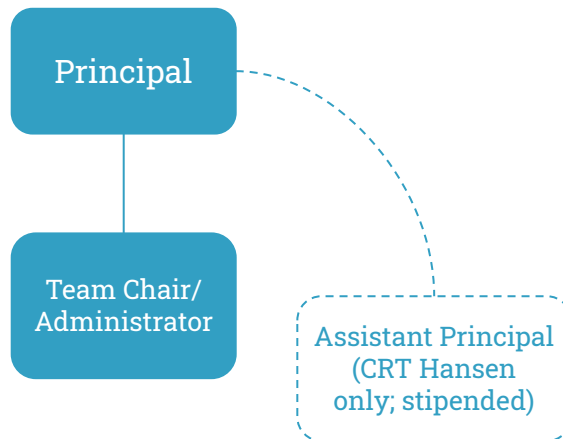 Principal
Team Chair/
Administrator
Assistant Principal
(CRT Hansen
only; stipended)